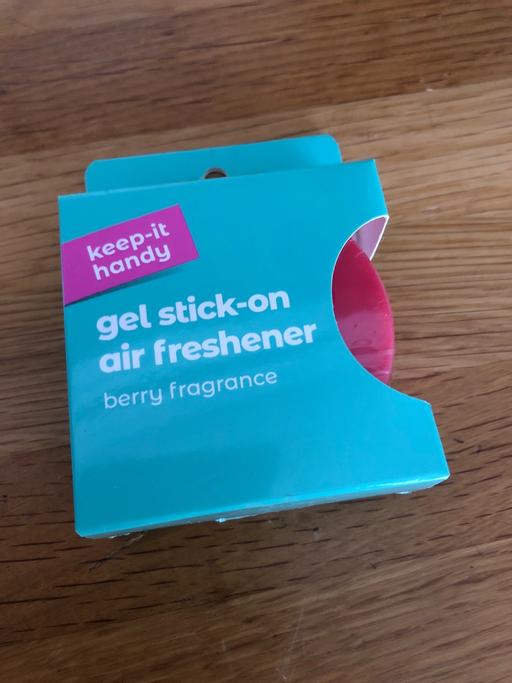 keep-it
handy
gel stick-on
air freshener
berry fragrance